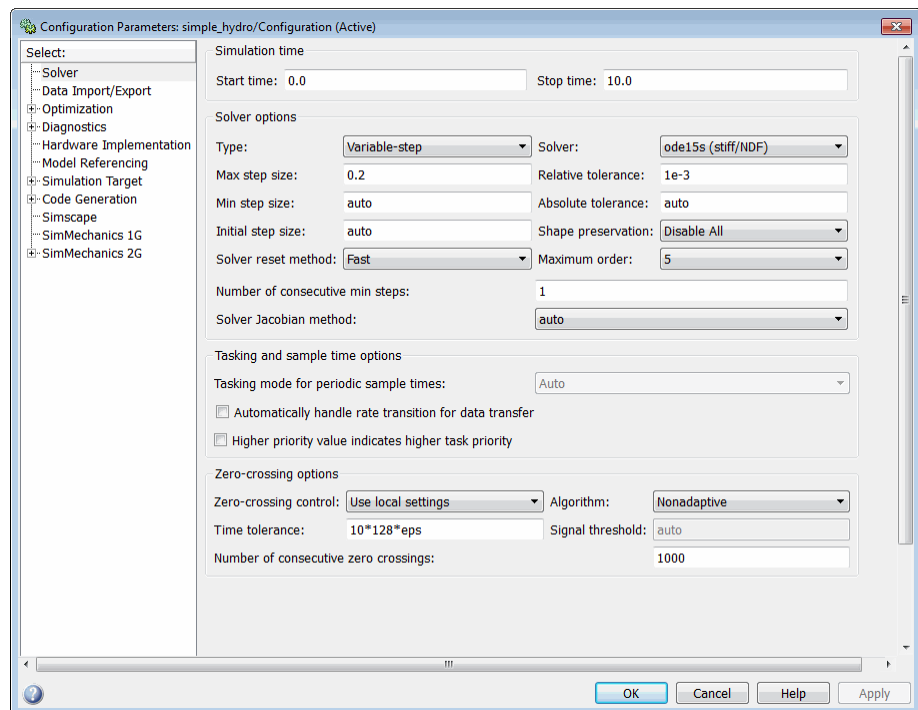 Configuration Parameters: simple_hydro/Configuration (Active)
Select:
Solver
Data Import/Export
Optimization
Diagnostics
Hardware Implementation
Model Referencing
Simulation Target
Code Generation
Simscape
SimMechanics 1G
SimMechanics 2G
Simulation time
Start time: 0.0 Stop time: 10.0
Solver options
Type: Variable-step Solver: ode15s (stiff/NDF)
Max step size: 0.2 Relative tolerance: 1e-3
Min step size: auto Absolute tolerance: auto
Initial step size: auto Shape preservation: Disable All
Solver reset method: Fast Maximum order: 5
Number of consecutive min steps: 1
Solver Jacobian method: auto
Tasking and sample time options
Tasking mode for periodic sample times: Auto
Automatically handle rate transition for data transfer
Higher priority value indicates higher task priority
Zero-crossing options
Zero-crossing control: Use local settings Algorithm: Nonadaptive
Time tolerance: 10*128*eps Signal threshold: auto
Number of consecutive zero crossings: 1000
OK Cancel Help Apply